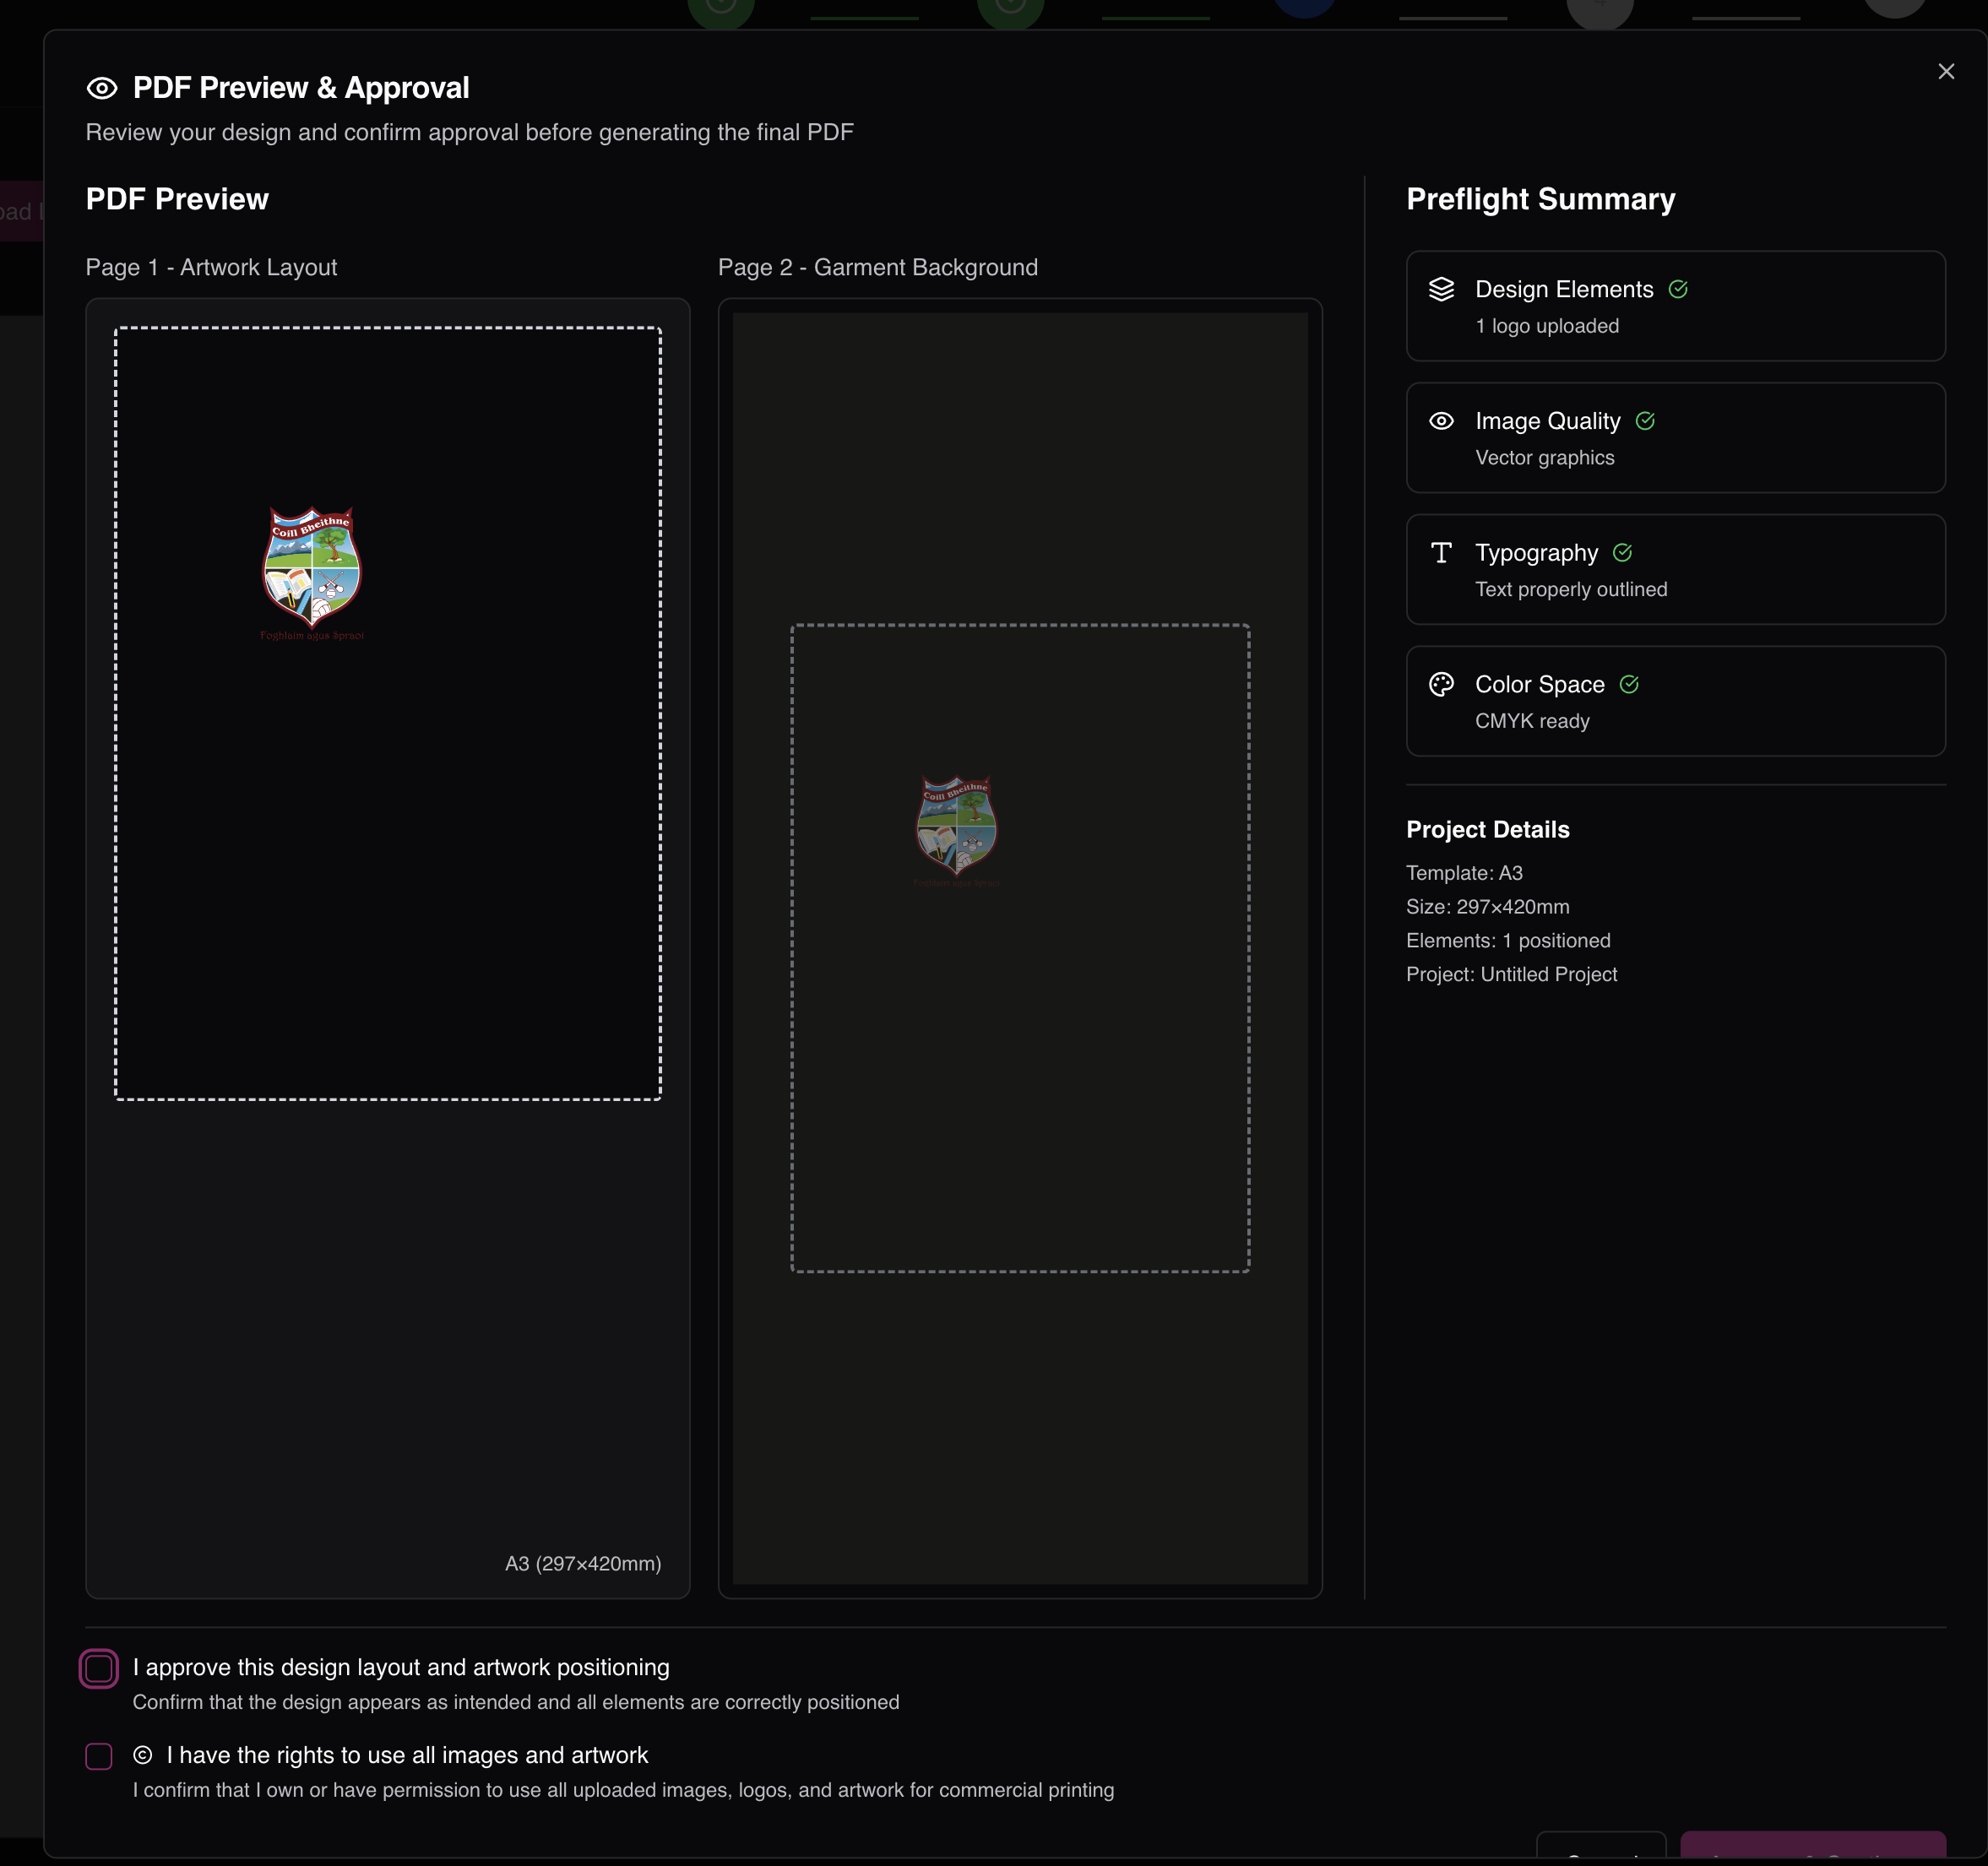 PDF Preview & Approval
Review your design and confirm approval before generating the final PDF
PDF Preview
Page 1 - Artwork Layout
Coill Bheithne
Foghlaim agus Spraoi
Page 2 - Garment Background
Coill Bheithne
Foghlaim agus Spraoi
A3 (297×420mm)
Preflight Summary
Design Elements
1 logo uploaded
Image Quality
Vector graphics
Typography
Text properly outlined
Color Space
CMYK ready
Project Details
Template: A3
Size: 297×420mm
Elements: 1 positioned
Project: Untitled Project
I approve this design layout and artwork positioning
Confirm that the design appears as intended and all elements are correctly positioned
© I have the rights to use all images and artwork
I confirm that I own or have permission to use all uploaded images, logos, and artwork for commercial printing